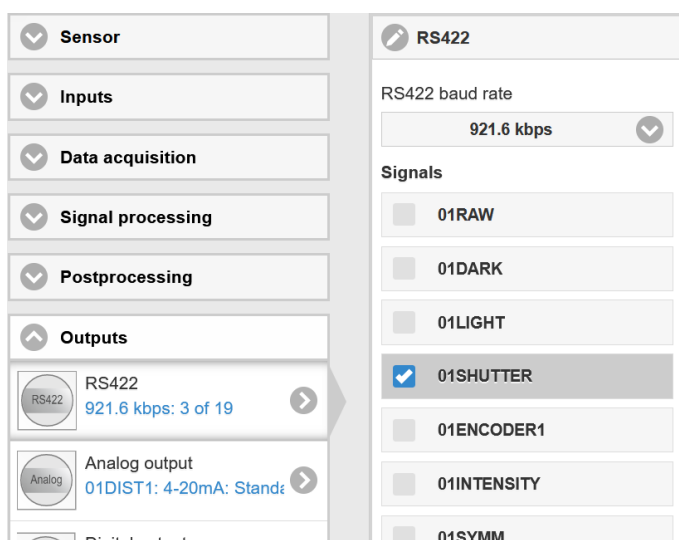 Sensor
Inputs
Data acquisition
Signal processing
Postprocessing
Outputs
RS422
RS422
921.6 kbps: 3 of 19
Analog
Analog output
01DIST1: 4-20mA: Standa
RS422
RS422 baud rate
921.6 kbps
Signals
01RAW
01DARK
01LIGHT
01SHUTTER
01ENCODER1
01INTENSITY
01SYMM